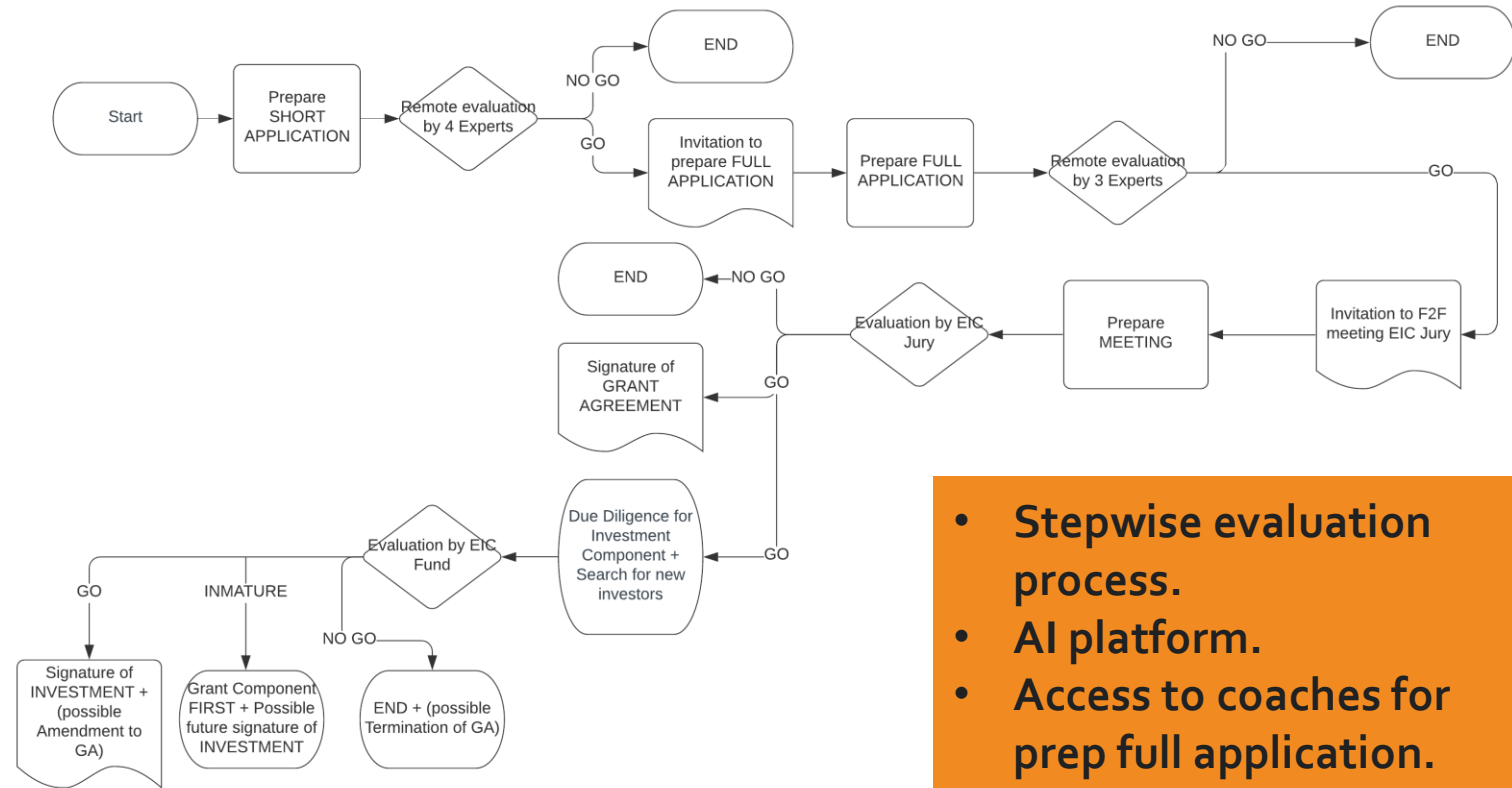 Start
Prepare
SHORT
APPLICATION
Remote evaluation
by 4 Experts
NO GO
END
GO
Invitation to
prepare FULL
APPLICATION
Prepare FULL
APPLICATION
Remote evaluation
by 3 Experts
NO GO
END
GO
Invitation to F2F
meeting EIC Jury
Prepare
MEETING
Evaluation by EIC
Jury
NO GO
END
GO
Signature of
GRANT
AGREEMENT
GO
Due Diligence for
Investment
Component +
Search for new
investors
Evaluation by EIC
Fund
GO
INMATURE
NO GO
Signature of
INVESTMENT +
(possible
Amendment to
GA)
Grant Component
FIRST + Possible
future signature of
INVESTMENT
END + (possible
Termination of GA)
• Stepwise evaluation
process.
• AI platform.
• Access to coaches for
prep full application.